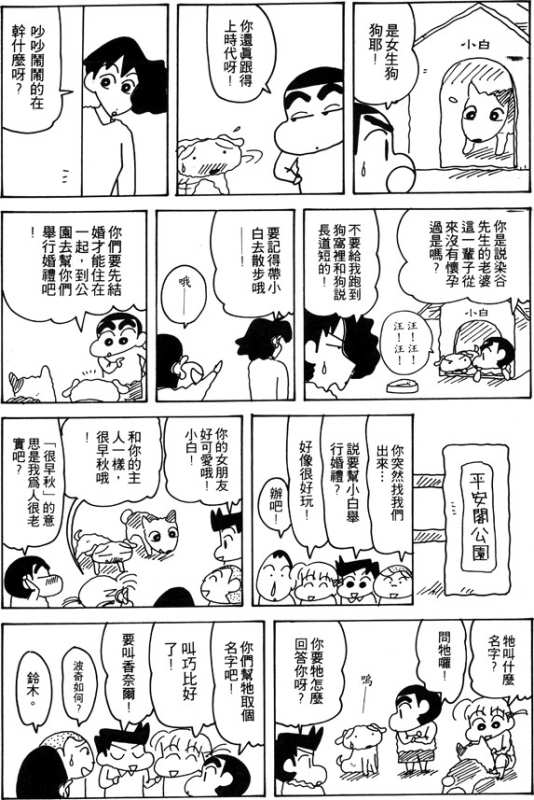 小白
是女生狗
狗耶!
你還眞跟得
上時代呀!
吵吵鬧鬧的在
幹什麼呀?
你是說染谷
先生的老婆
這一輩子從
來沒有懷孕
過是嗎?
小白
汪!汪!
汪!汪!
不要給我跑到
狗窩裡和狗說
長道短的!
要記得帶小
白去散步哦
!
哦——
你們要先結
婚才能住在
一起,到公
園去幫你們
舉行婚禮吧
!
平安閣公園
你突然找我們
出來…
說要幫小白舉
行婚禮?
好像很好玩!
辦吧!
你的女朋友
好可愛哦!
小白!
和你的主
人一樣,
很早秋哦
!
「很早秋」的意
思是我爲人很老
實吧?
牠叫什麼
名字?
問牠囉!
你要牠怎麼
回答你呀?
嗚——
你們幫牠取個
名字吧!
叫巧比好
了!
要叫香奈爾!
波奇如何?
鈴木。